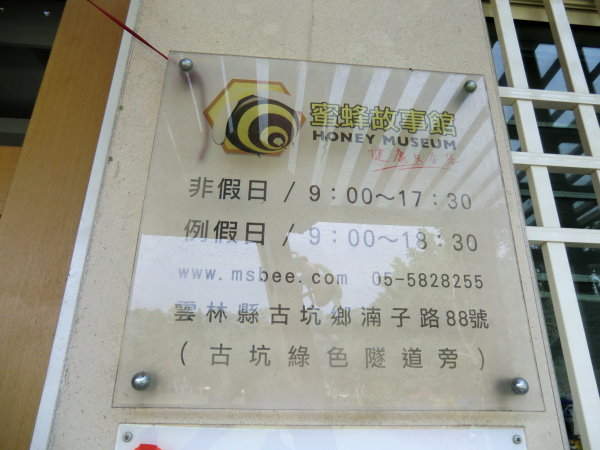 蜜蜂故事館
HONEY MUSEUM
非假日 / 9:00～17:30
例假日 / 9:00～18:30
www.msbee.com 05-5828255
雲林縣古坑鄉湳子路88號
(古坑綠色隧道旁)